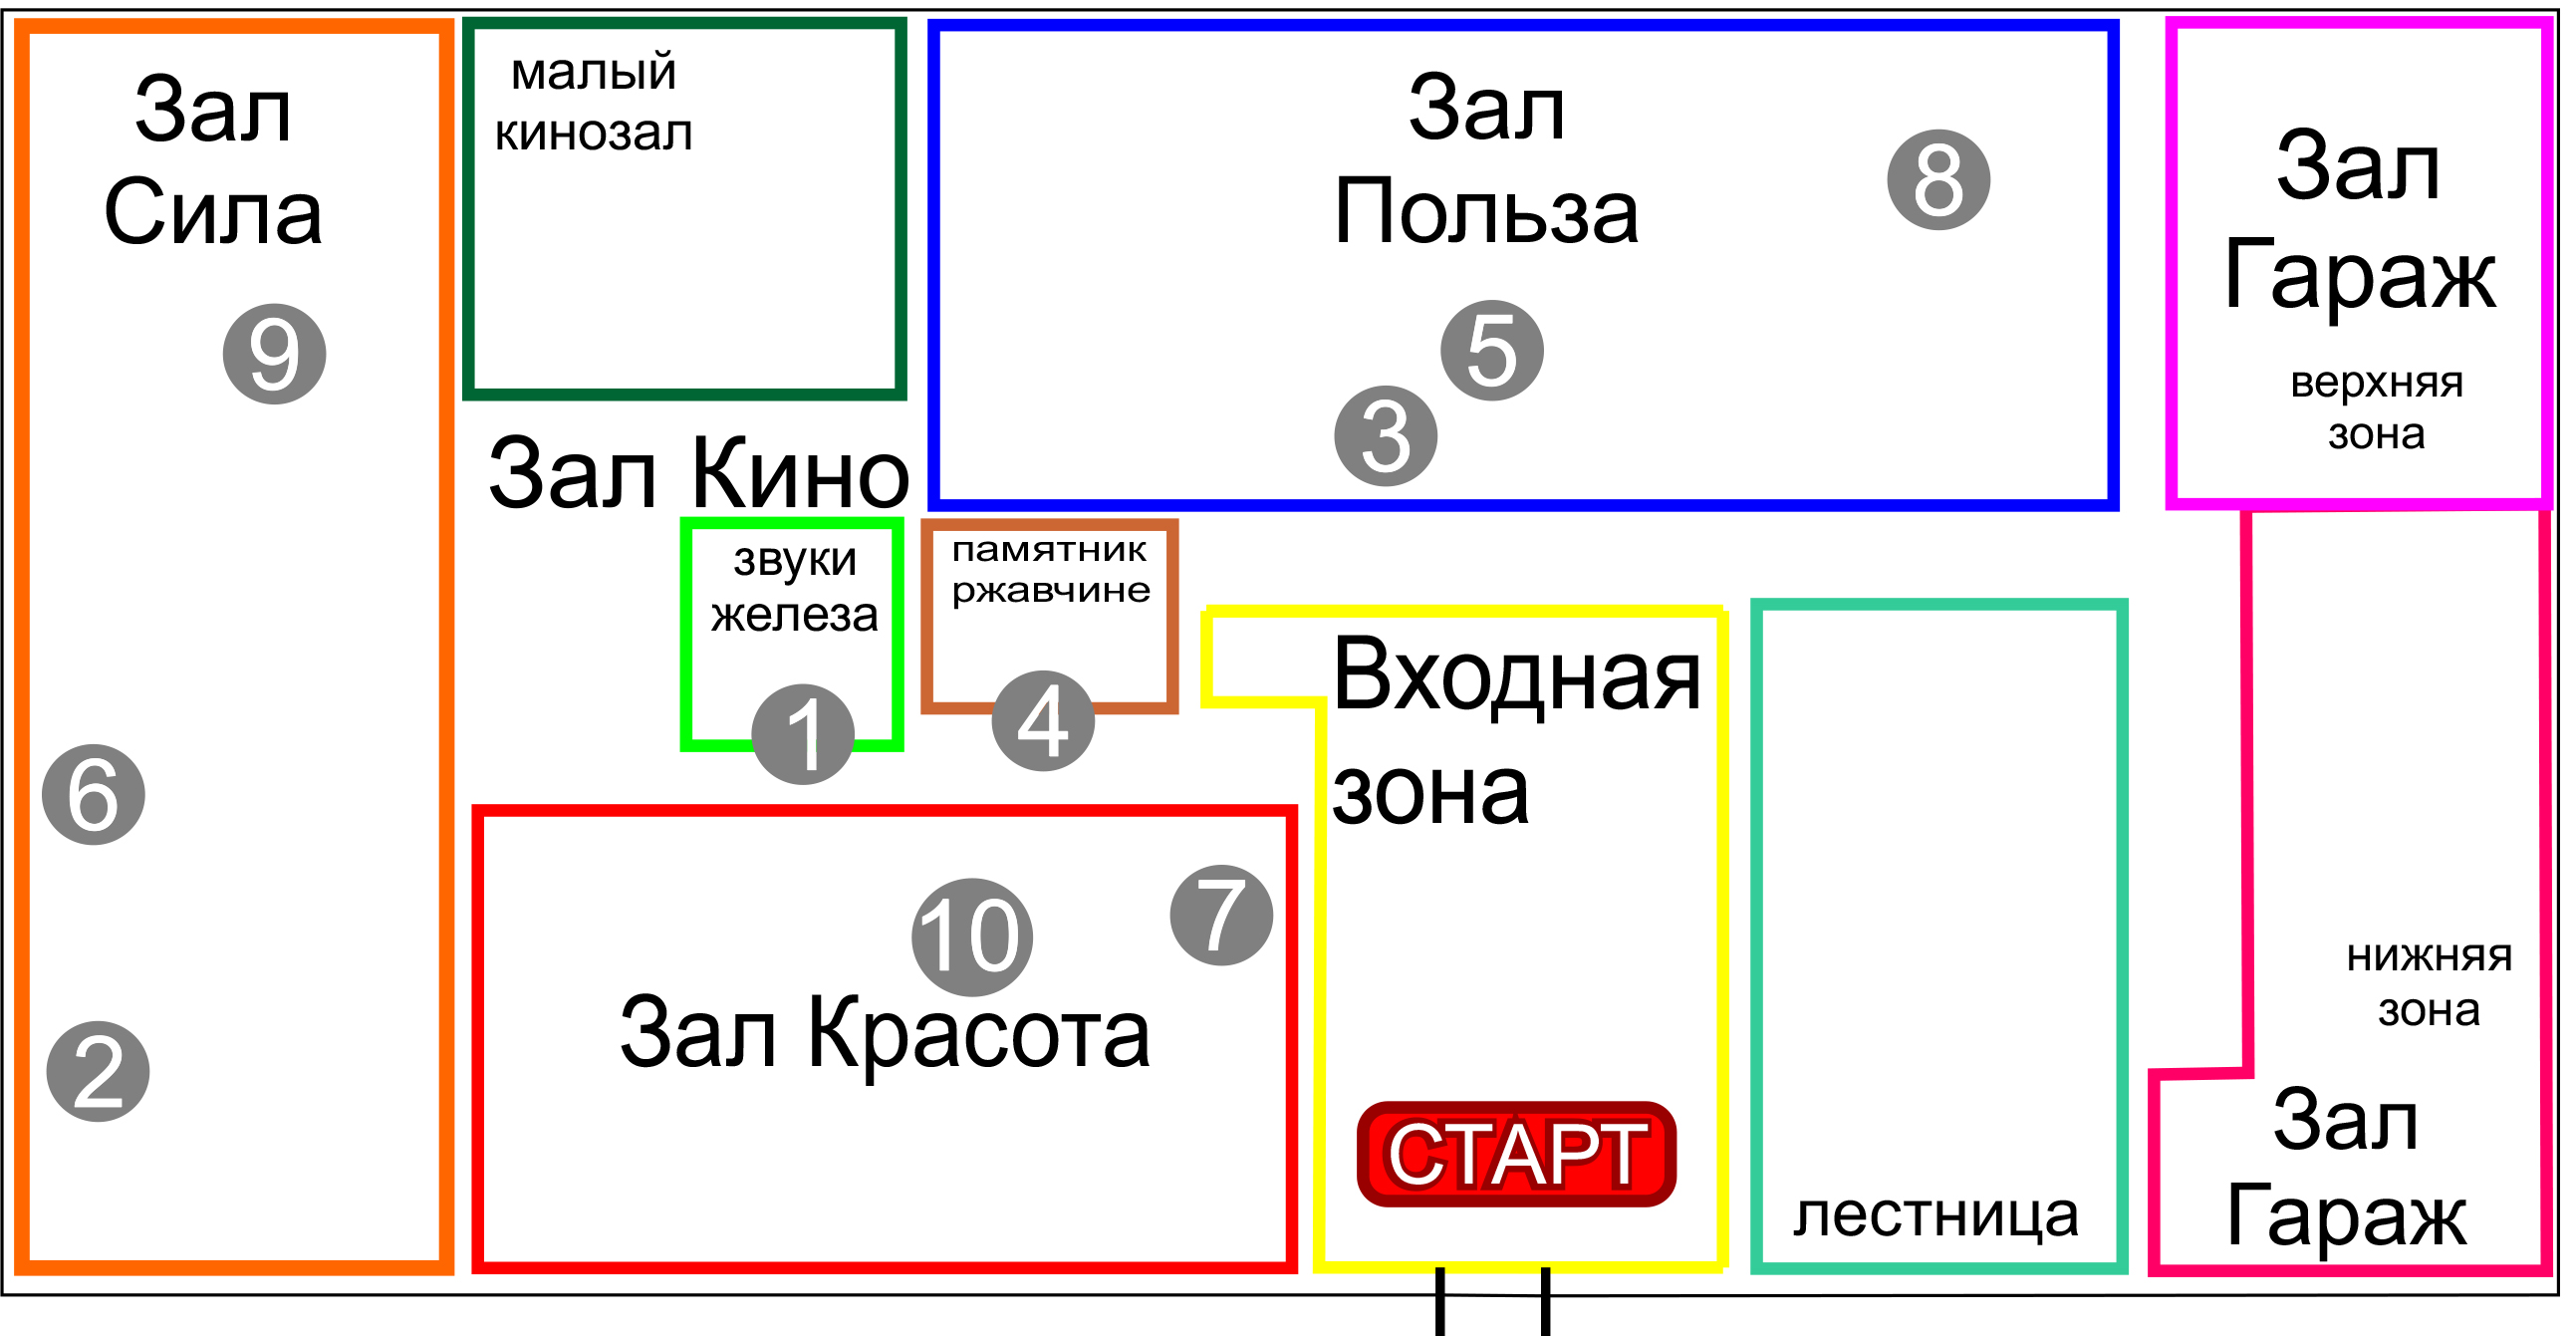 Зал
Сила
9
6
2
малый
кинозал
Зал Кино
звуки
железа
1
памятник
ржавчине
4
Зал
Польза
8
5
3
Зал
Гараж
верхняя
зона
Входная
зона
СТАРТ
10
7
Зал Красота
лестница
нижняя
зона
Зал
Гараж